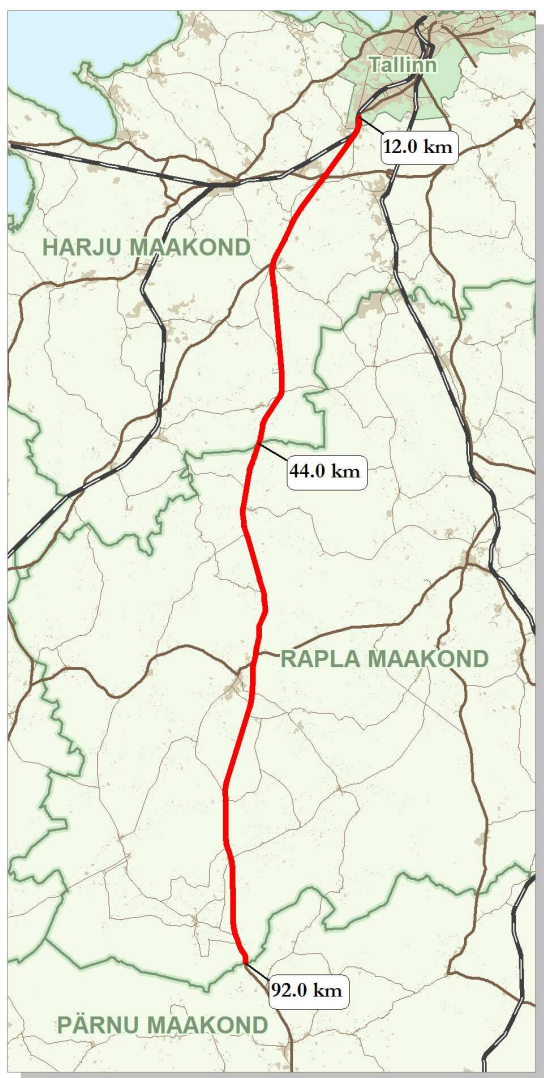 Tallinn
12.0 km
HARJU MAAKOND
44.0 km
RAPLA MAAKOND
92.0 km
PÄRNU MAAKOND